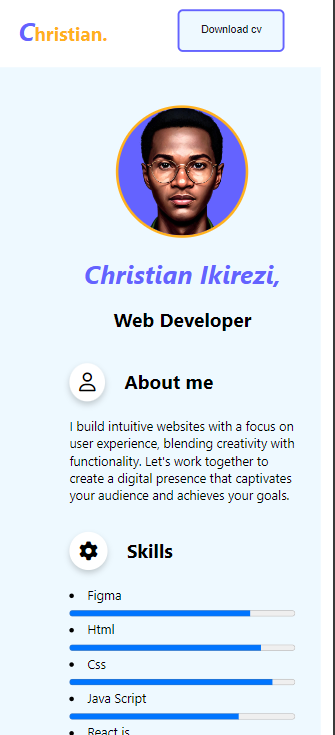 Christian.
Download cv
Christian Ikirezi,
Web Developer
About me
I build intuitive websites with a focus on
user experience, blending creativity with
functionality. Let's work together to
create a digital presence that captivates
your audience and achieves your goals.
Skills
Figma
Html
Css
Java Script
React js